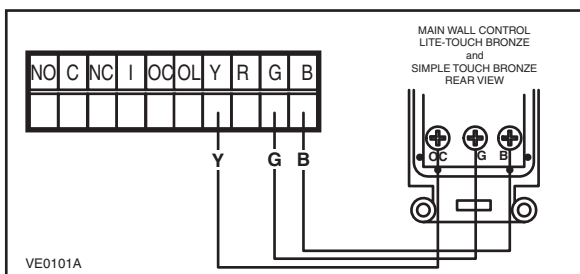 MAIN WALL CONTROL
LITE-TOUCH BRONZE
and
SIMPLE TOUCH BRONZE
REAR VIEW
NO C NC I OC OL Y R G B
OC G B
Y G B
VE0101A